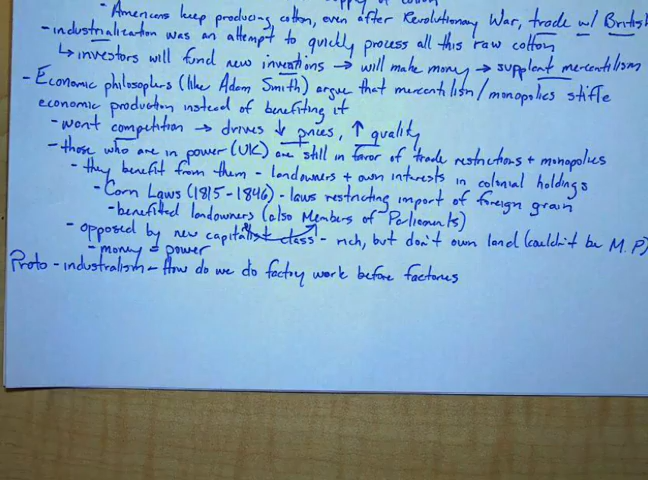 supply of cotton
- Americans keep producing cotton, even after Revolutionary War, trade w/ British
- industrialization was an attempt to quickly process all this raw cotton
↳ investors will fund new inventions → will make money → supplant mercantilism
- Economic philosophers (like Adam Smith) argue that mercantilism/monopolies stifle
economic production instead of benefiting it
- want competition → drives ↓ prices, ↑ quality
- those who are in power (UK) are still in favor of trade restrictions + monopolies
- they benefit from them - landowners + own interests in colonial holdings
- Corn Laws (1815-1846) - laws restricting import of foreign grain
- benefitted landowners (also Members of Parliament)
- opposed by new capitalist class - rich, but don't own land (couldn't be M.P)
- money = power
Proto-industrialism - How do we do factory work before factories